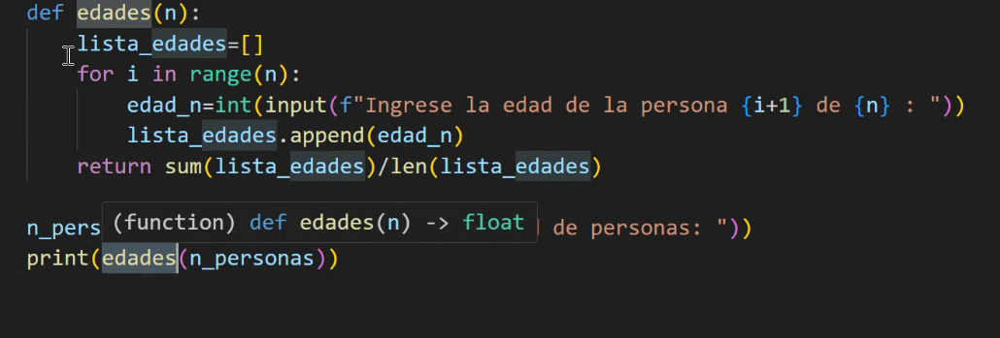 def edades(n):
    lista_edades=[]
    for i in range(n):
        edad_n=int(input(f"Ingrese la edad de la persona {i+1} de {n} : "))
        lista_edades.append(edad_n)
    return sum(lista_edades)/len(lista_edades)
(function) def edades(n) -> float
n_pers de personas: "))
print(edades(n_personas))